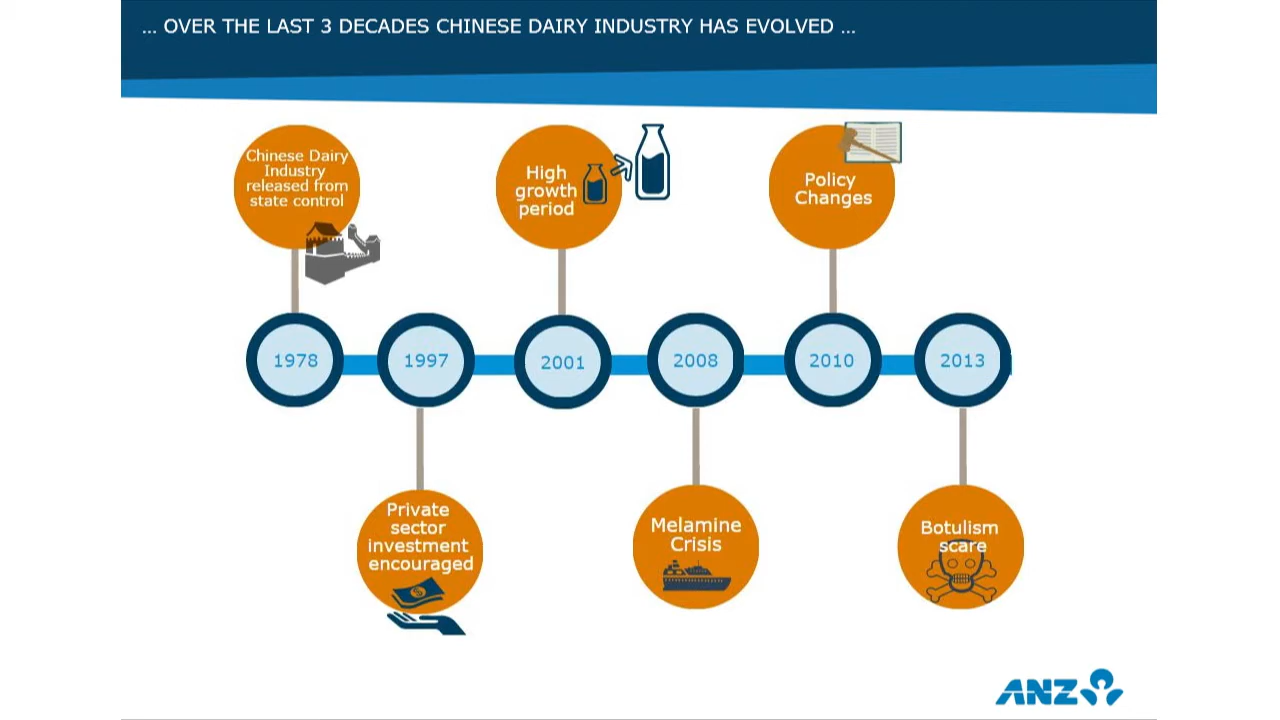 ... OVER THE LAST 3 DECADES CHINESE DAIRY INDUSTRY HAS EVOLVED ...
Chinese Dairy
Industry
released from
state control
High
growth
period
Policy
Changes
1978
1997
2001
2008
2010
2013
Private
sector
investment
encouraged
Melamine
Crisis
Botulism
scare
ANZ